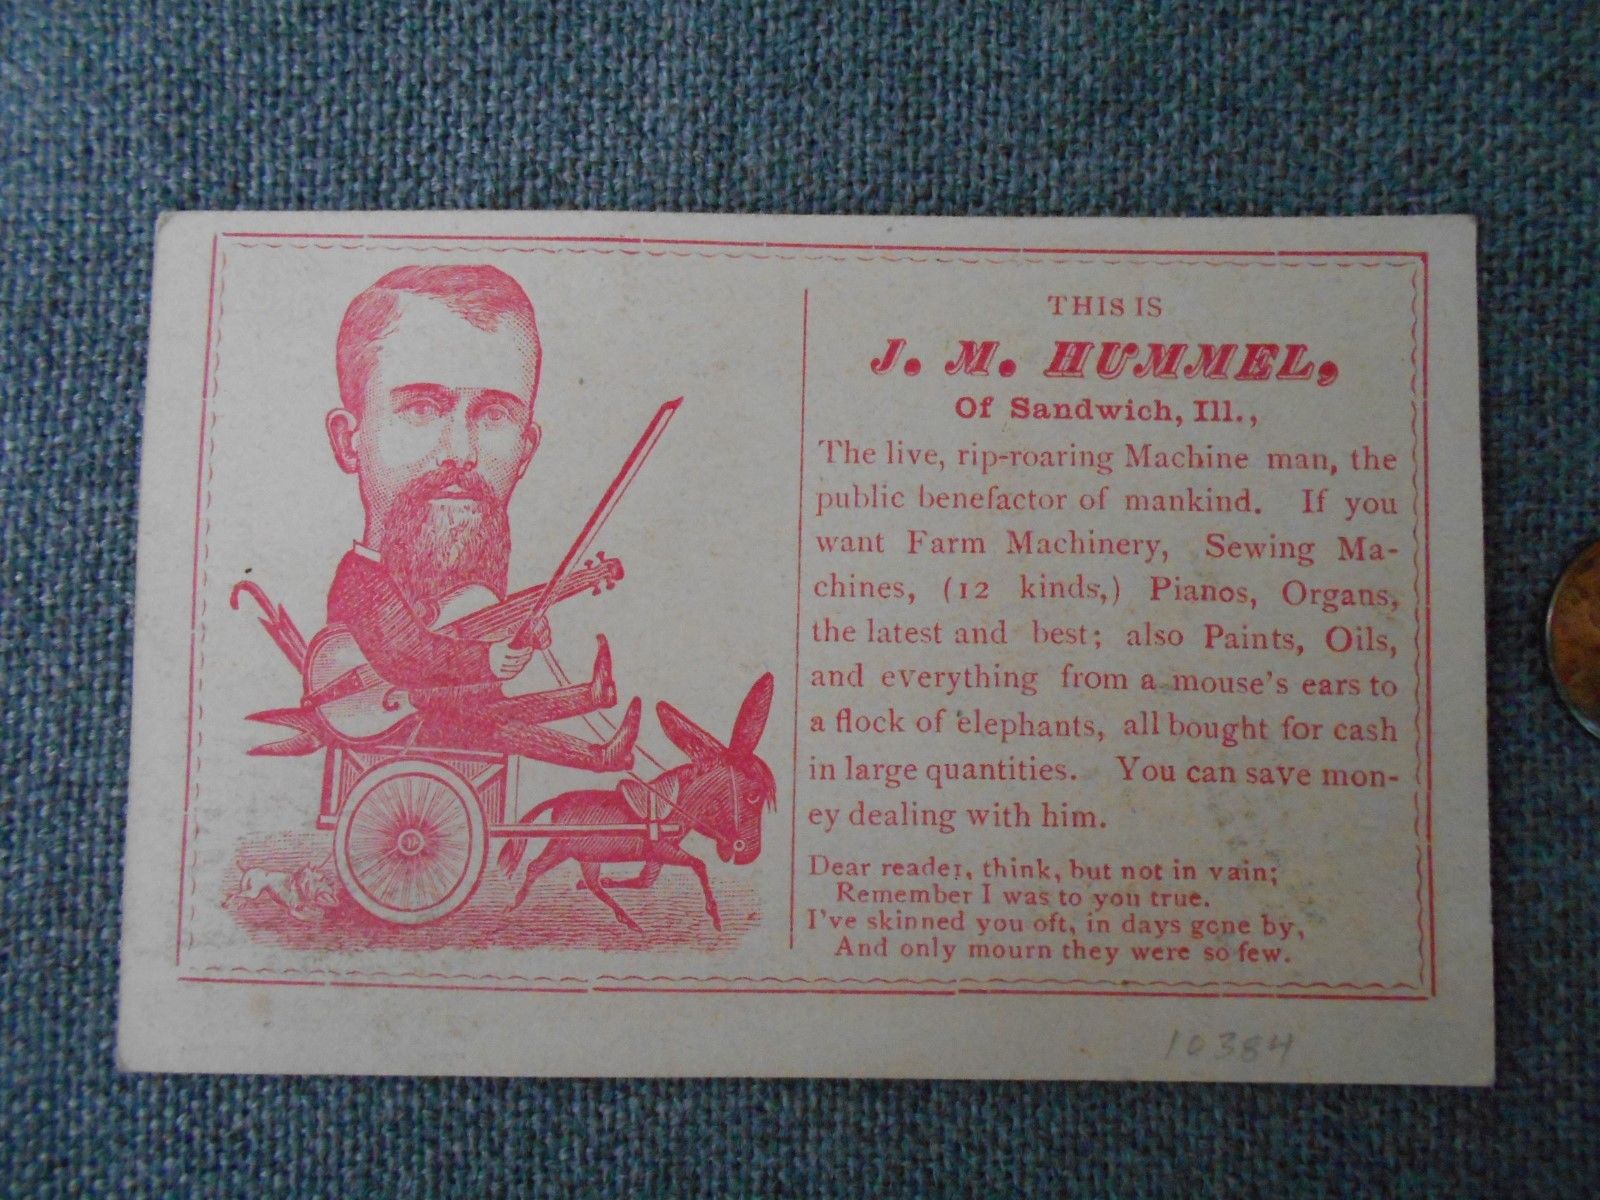 THIS IS
J. M. HUMMEL,
Of Sandwich, Ill.,
The live, rip-roaring Machine man, the
public benefactor of mankind. If you
want Farm Machinery, Sewing Ma-
chines, (12 kinds,) Pianos, Organs,
the latest and best; also Paints, Oils,
and everything from a mouse's ears to
a flock of elephants, all bought for cash
in large quantities. You can save mon-
ey dealing with him.
Dear reader, think, but not in vain;
Remember I was to you true.
I've skinned you oft, in days gone by,
And only mourn they were so few.
10384